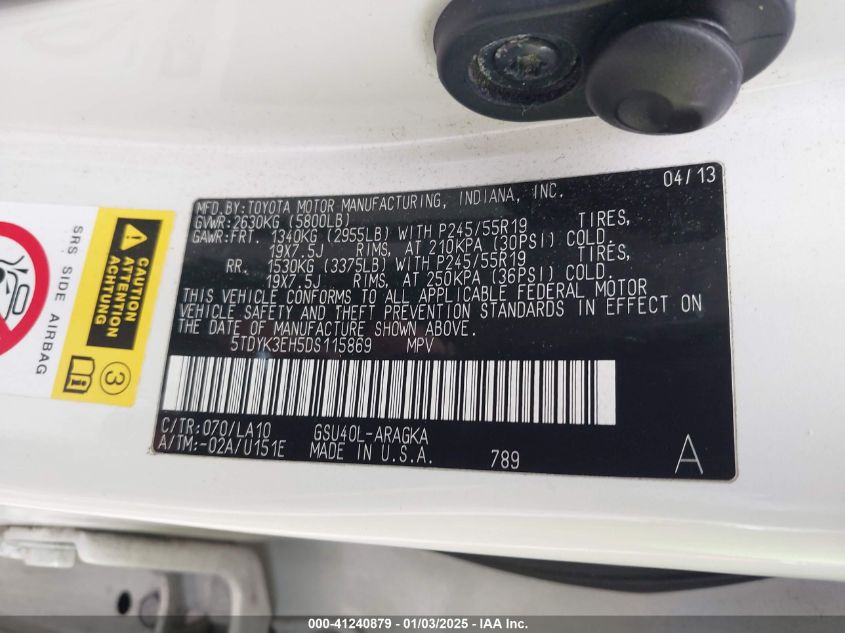 04/13
MFD.BY:TOYOTA MOTOR MANUFACTURING, INDIANA, INC.
GVWR:2630KG (5800LB)
GAWR:FRT. 1340KG (2955LB) WITH P245/55R19 TIRES,
19X7.5J RIMS, AT 210KPA (30PSI) COLD.
RR. 1530KG (3375LB) WITH P245/55R19 TIRES,
19X7.5J RIMS, AT 250KPA (36PSI) COLD.
THIS VEHICLE CONFORMS TO ALL APPLICABLE FEDERAL MOTOR
VEHICLE SAFETY AND THEFT PREVENTION STANDARDS IN EFFECT ON
THE DATE OF MANUFACTURE SHOWN ABOVE.
5TDYK3EH5DS115869 MPV
C/TR:070/LA10 GSU40L-ARAGKA
A/TM:-02A/U151E MADE IN U.S.A. 789 A
SRS SIDE AIRBAG
CAUTION
ATTENTION
ACHTUNG
3
000-41240879 - 01/03/2025 - IAA Inc.